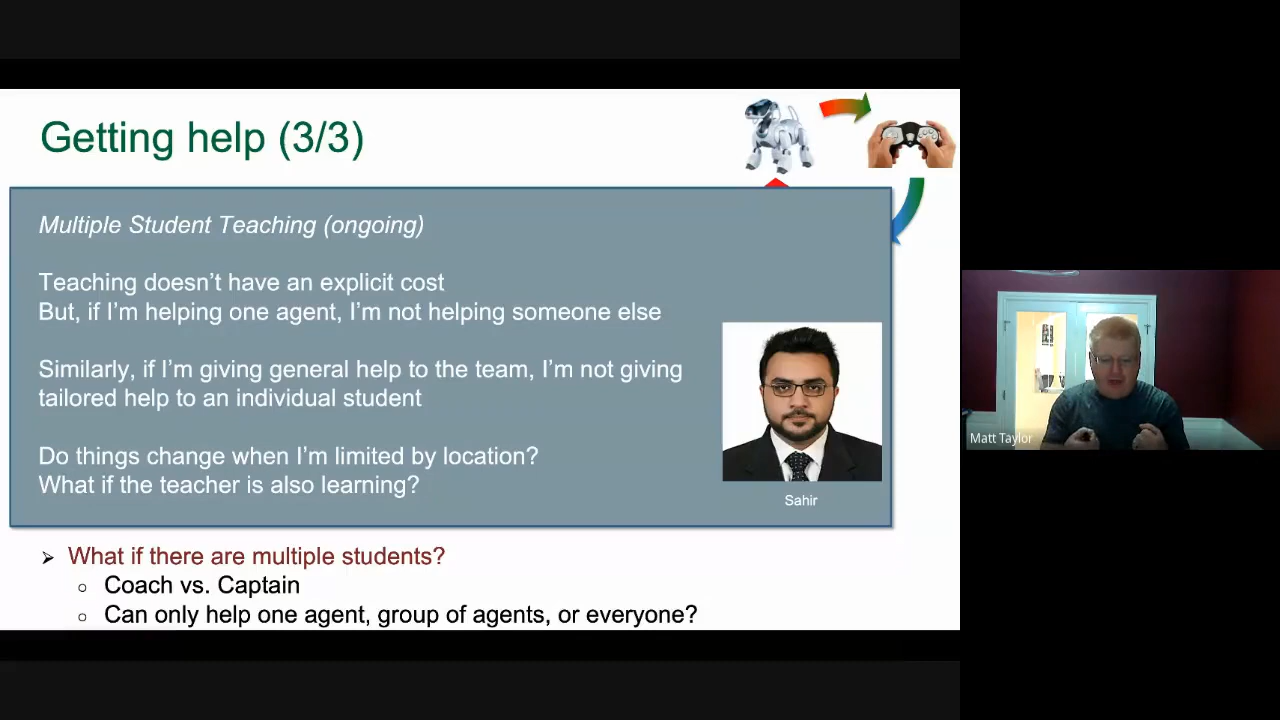 Getting help (3/3)
Multiple Student Teaching (ongoing)
Teaching doesn’t have an explicit cost
But, if I’m helping one agent, I’m not helping someone else
Similarly, if I’m giving general help to the team, I’m not giving
tailored help to an individual student
Do things change when I’m limited by location?
What if the teacher is also learning?
Sahir
➢ What if there are multiple students?
○ Coach vs. Captain
○ Can only help one agent, group of agents, or everyone?
Matt Taylor